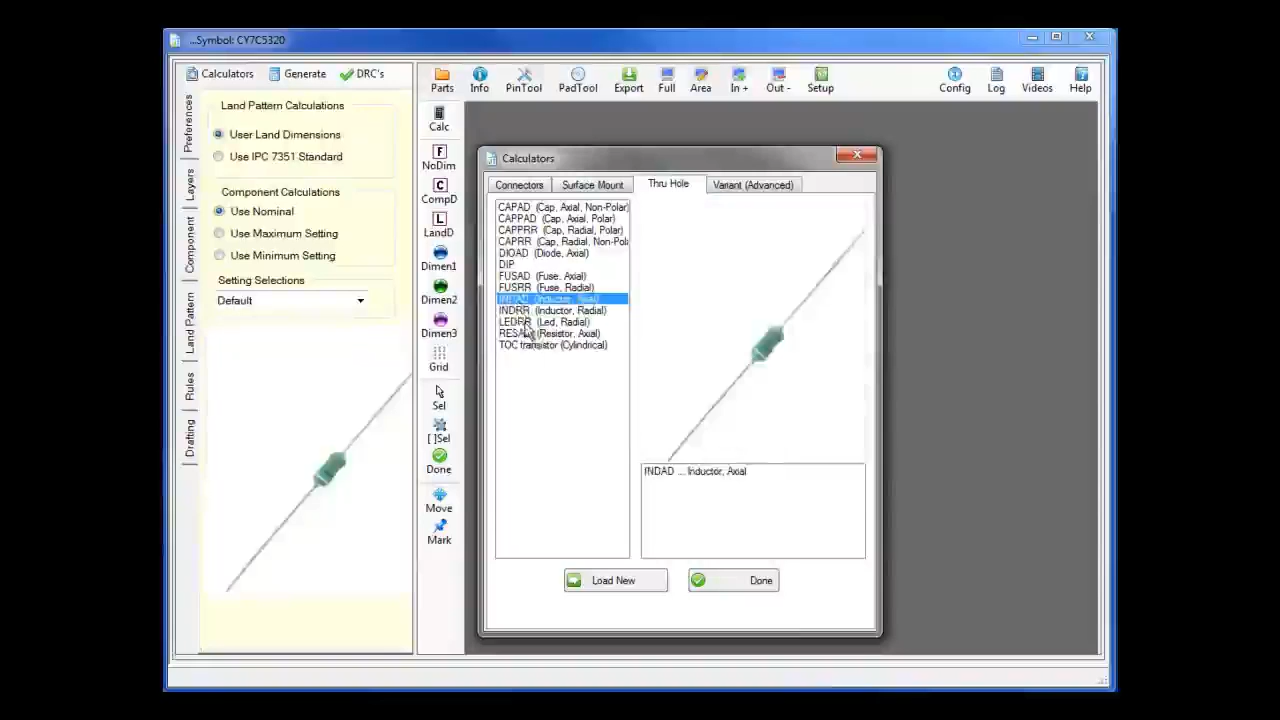 ...Symbol: CY7C5320
Calculators
Generate
DRC's
Preferences
Layers
Component
Land Pattern
Rules
Drafting
Land Pattern Calculations
User Land Dimensions
Use IPC 7351 Standard
Component Calculations
Use Nominal
Use Maximum Setting
Use Minimum Setting
Setting Selections
Default
Parts
Info
PinTool
PadTool
Export
Full
Area
In +
Out -
Setup
Config
Log
Videos
Help
Calc
F
NoDim
C
CompD
L
LandD
Dimen1
Dimen2
Dimen3
Grid
Sel
[ ]Sel
Done
Move
Mark
Calculators
Connectors
Surface Mount
Thru Hole
Variant (Advanced)
CAPAD (Cap, Axial, Non-Polar)
CAPPAD (Cap, Axial, Polar)
CAPPRR (Cap, Radial, Polar)
CAPRR (Cap, Radial, Non-Pola
DIOAD (Diode, Axial)
DIP
FUSAD (Fuse, Axial)
FUSRR (Fuse, Radial)
INDAD (Inductor, Axial)
INDRR (Inductor, Radial)
LEDRR (Led, Radial)
(Resistor, Axial)
TOC transistor (Cylindrical)
INDAD ... Inductor, Axial
Load New
Done